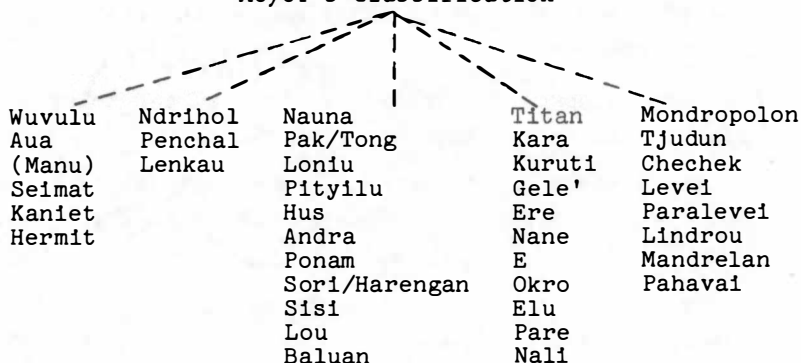 Wuvulu Ndrihol Nauna Titan Mondropolon
Aua Penchal Pak/Tong Kara Tjudun
(Manu) Lenkau Loniu Kuruti Chechek
Seimat Pityilu Gele' Levei
Kaniet Hus Ere Paralevei
Hermit Andra Nane Lindrou
Ponam E Mandrelan
Sori/Harengan Okro Pahavai
Sisi Elu
Lou Pare
Baluan Nali